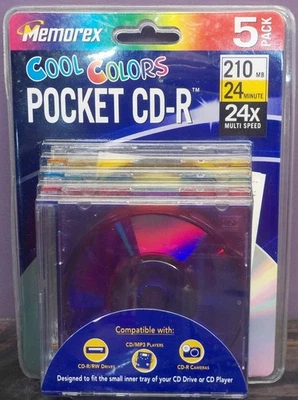 Memorex
5 PACK
COOL COLORS
POCKET CD-R™
210 MB
24 MINUTE
24x
MULTI SPEED
Compatible with:
CD-R/RW DRIVES
CD/MP3 PLAYERS
CD-R CAMERAS
Designed to fit the small inner tray of your CD Drive or CD Player